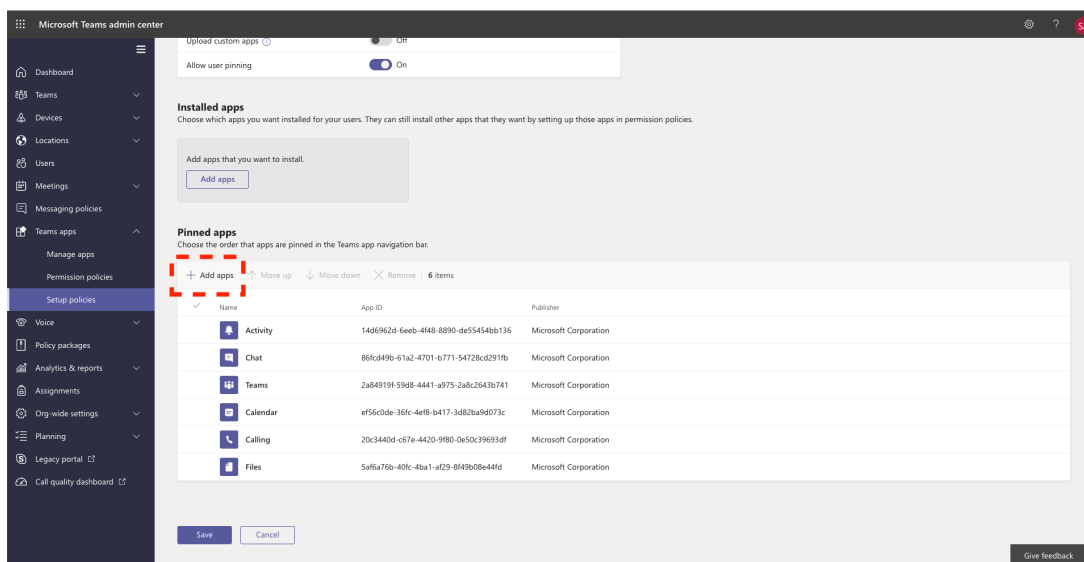 Microsoft Teams admin center
?
Dashboard
Teams
Devices
Locations
Users
Meetings
Messaging policies
Teams apps
Manage apps
Permission policies
Setup policies
Voice
Policy packages
Analytics & reports
Assignments
Org-wide settings
Planning
Legacy portal
Call quality dashboard
Upload custom apps Off
Allow user pinning On
Installed apps
Choose which apps you want installed for your users. They can still install other apps that they want by setting up those apps in permission policies.
Add apps that you want to install.
Add apps
Pinned apps
Choose the order that apps are pinned in the Teams app navigation bar.
+ Add apps ↑ Move up ↓ Move down × Remove | 6 items
Name App ID Publisher
Activity 14d6962d-6eeb-4f48-8890-de55454bb136 Microsoft Corporation
Chat 86fcd49b-61a2-4701-b771-54728cd291fb Microsoft Corporation
Teams 2a84919f-59d8-4441-a975-2a8c2643b741 Microsoft Corporation
Calendar ef56c0de-36fc-4ef8-b417-3d82ba9d073c Microsoft Corporation
Calling 20c3440d-c67e-4420-9f80-0e50c39693df Microsoft Corporation
Files 5af6a76b-40fc-4ba1-af29-8f49b08e44fd Microsoft Corporation
Save Cancel
Give feedback